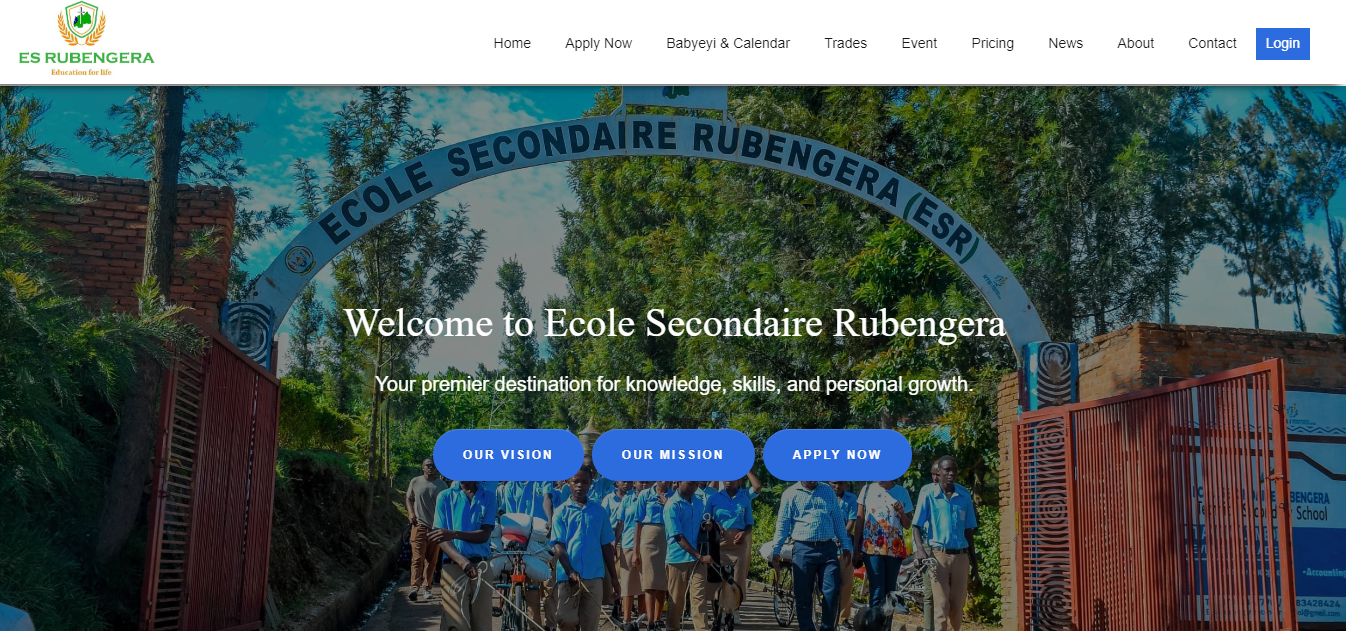 ES RUBENGERA
Education for life
Home
Apply Now
Babyeyi & Calendar
Trades
Event
Pricing
News
About
Contact
Login
ECOLE SECONDAIRE RUBENGERA (ESR)
Welcome to Ecole Secondaire Rubengera
Your premier destination for knowledge, skills, and personal growth.
OUR VISION
OUR MISSION
APPLY NOW
BENGERA
School
-Accounting